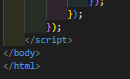 });
});
});
</script>
</body>
</html>